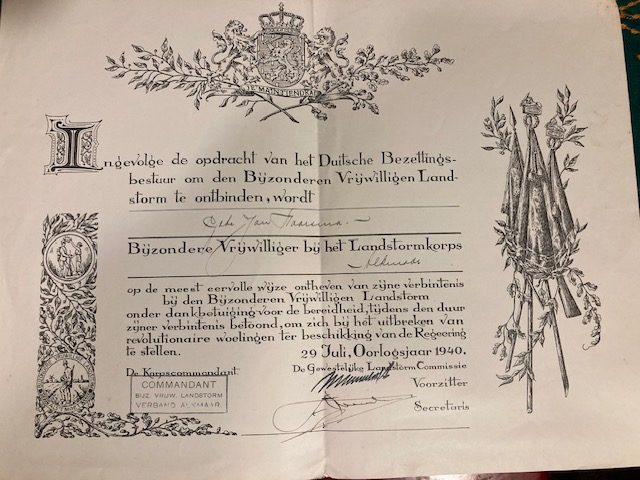 JE MAINTIENDRAI
Ingevolge de opdracht van het Duitsche Bezettings-
bestuur om den Bijzonderen Vrijwilligen Land-
storm te ontbinden, wordt
Jan
Bijzondere Vrijwilliger bij het Landstormkorps
Alkmaar
op de meest eervolle wijze ontheven van zijne verbintenis
bij den Bijzonderen Vrijwilligen Landstorm
onder dankbetuiging voor de bereidheid, tijdens den duur
zijner verbintenis betoond, om zich bij het uitbreken van
revolutionaire woelingen ter beschikking van de Regeering
te stellen.
29 Juli, Oorlogsjaar 1940.
De Korpscommandant
De Gewestelijke Landstorm Commissie
COMMANDANT
BIJZ. VRIJW. LANDSTORM
VERBAND ALKMAAR
Voorzitter
Secretaris